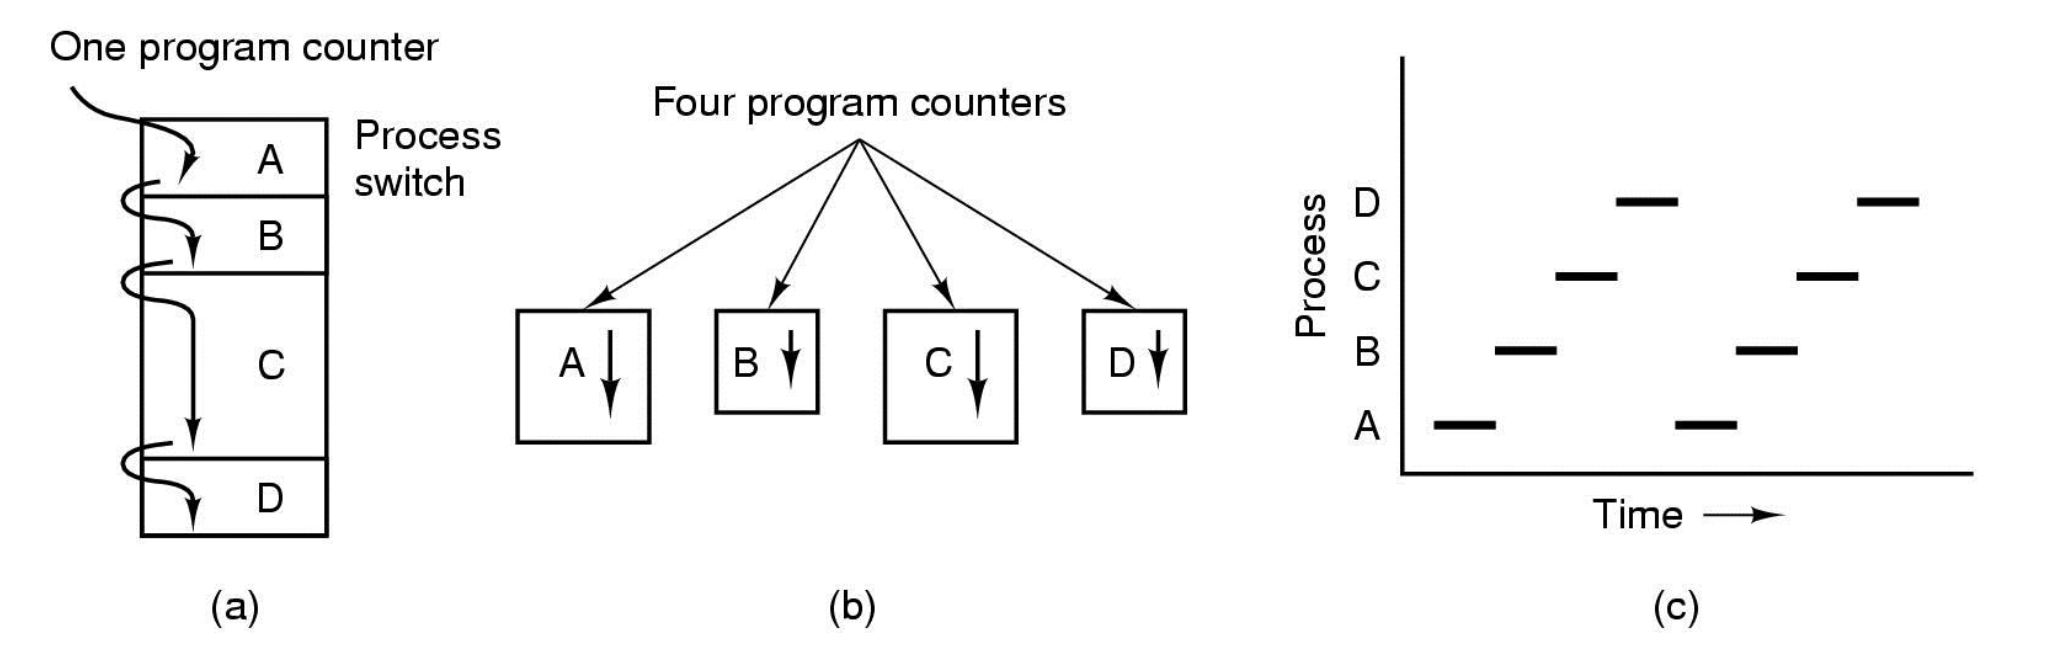 One program counter
Process
switch
A
B
C
D
(a)
Four program counters
A
B
C
D
(b)
Process
D
C
B
A
Time
(c)